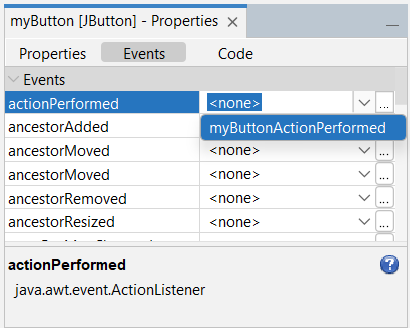 myButton [JButton] - Properties ×
Properties Events Code
Events
actionPerformed <none> ...
myButtonActionPerformed
ancestorAdded
ancestorMoved <none> ...
ancestorMoved <none> ...
ancestorRemoved <none> ...
ancestorResized <none> ...
actionPerformed ?
java.awt.event.ActionListener